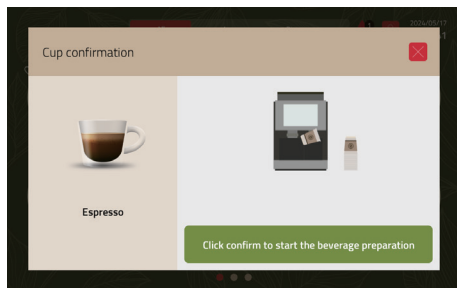 2024/05/17
Cup confirmation
Espresso
Click confirm to start the beverage preparation